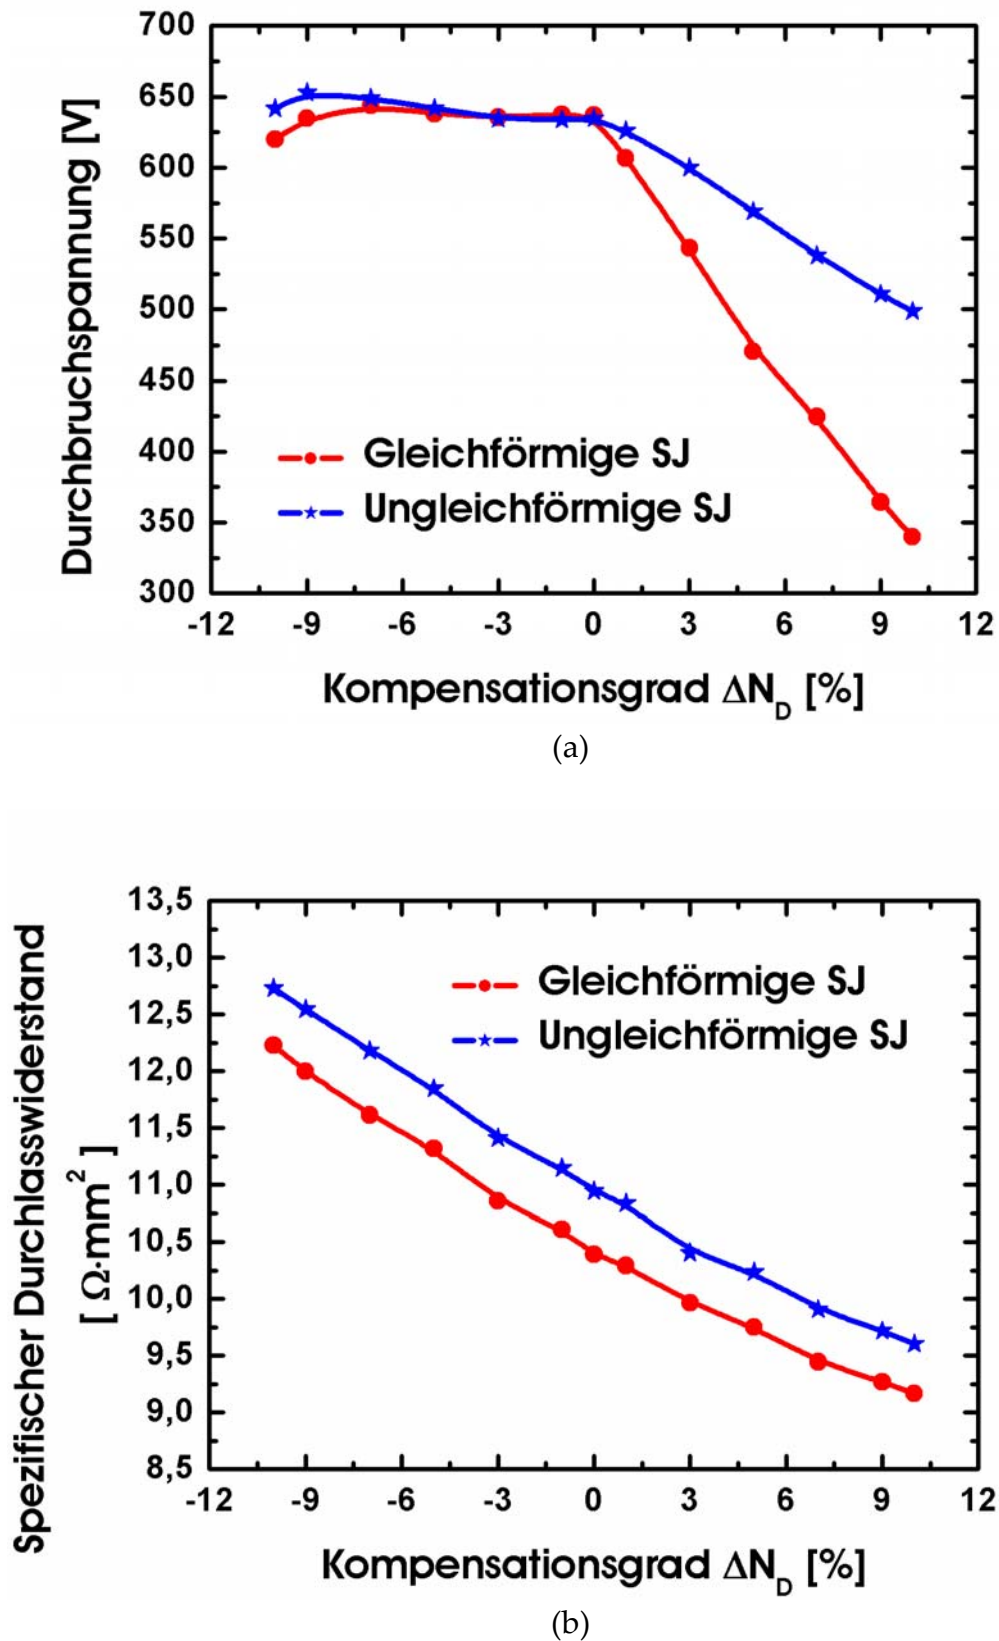 700
650
600
550
500
450
400
350
300
Durchbruchspannung [V]
Gleichförmige SJ
Ungleichförmige SJ
-12 -9 -6 -3 0 3 6 9 12
Kompensationsgrad ΔN_D [%]
(a)
13,5
13,0
12,5
12,0
11,5
11,0
10,5
10,0
9,5
9,0
8,5
Spezifischer Durchlasswiderstand
[ Ω·mm²]
Gleichförmige SJ
Ungleichförmige SJ
-12 -9 -6 -3 0 3 6 9 12
Kompensationsgrad ΔN_D [%]
(b)